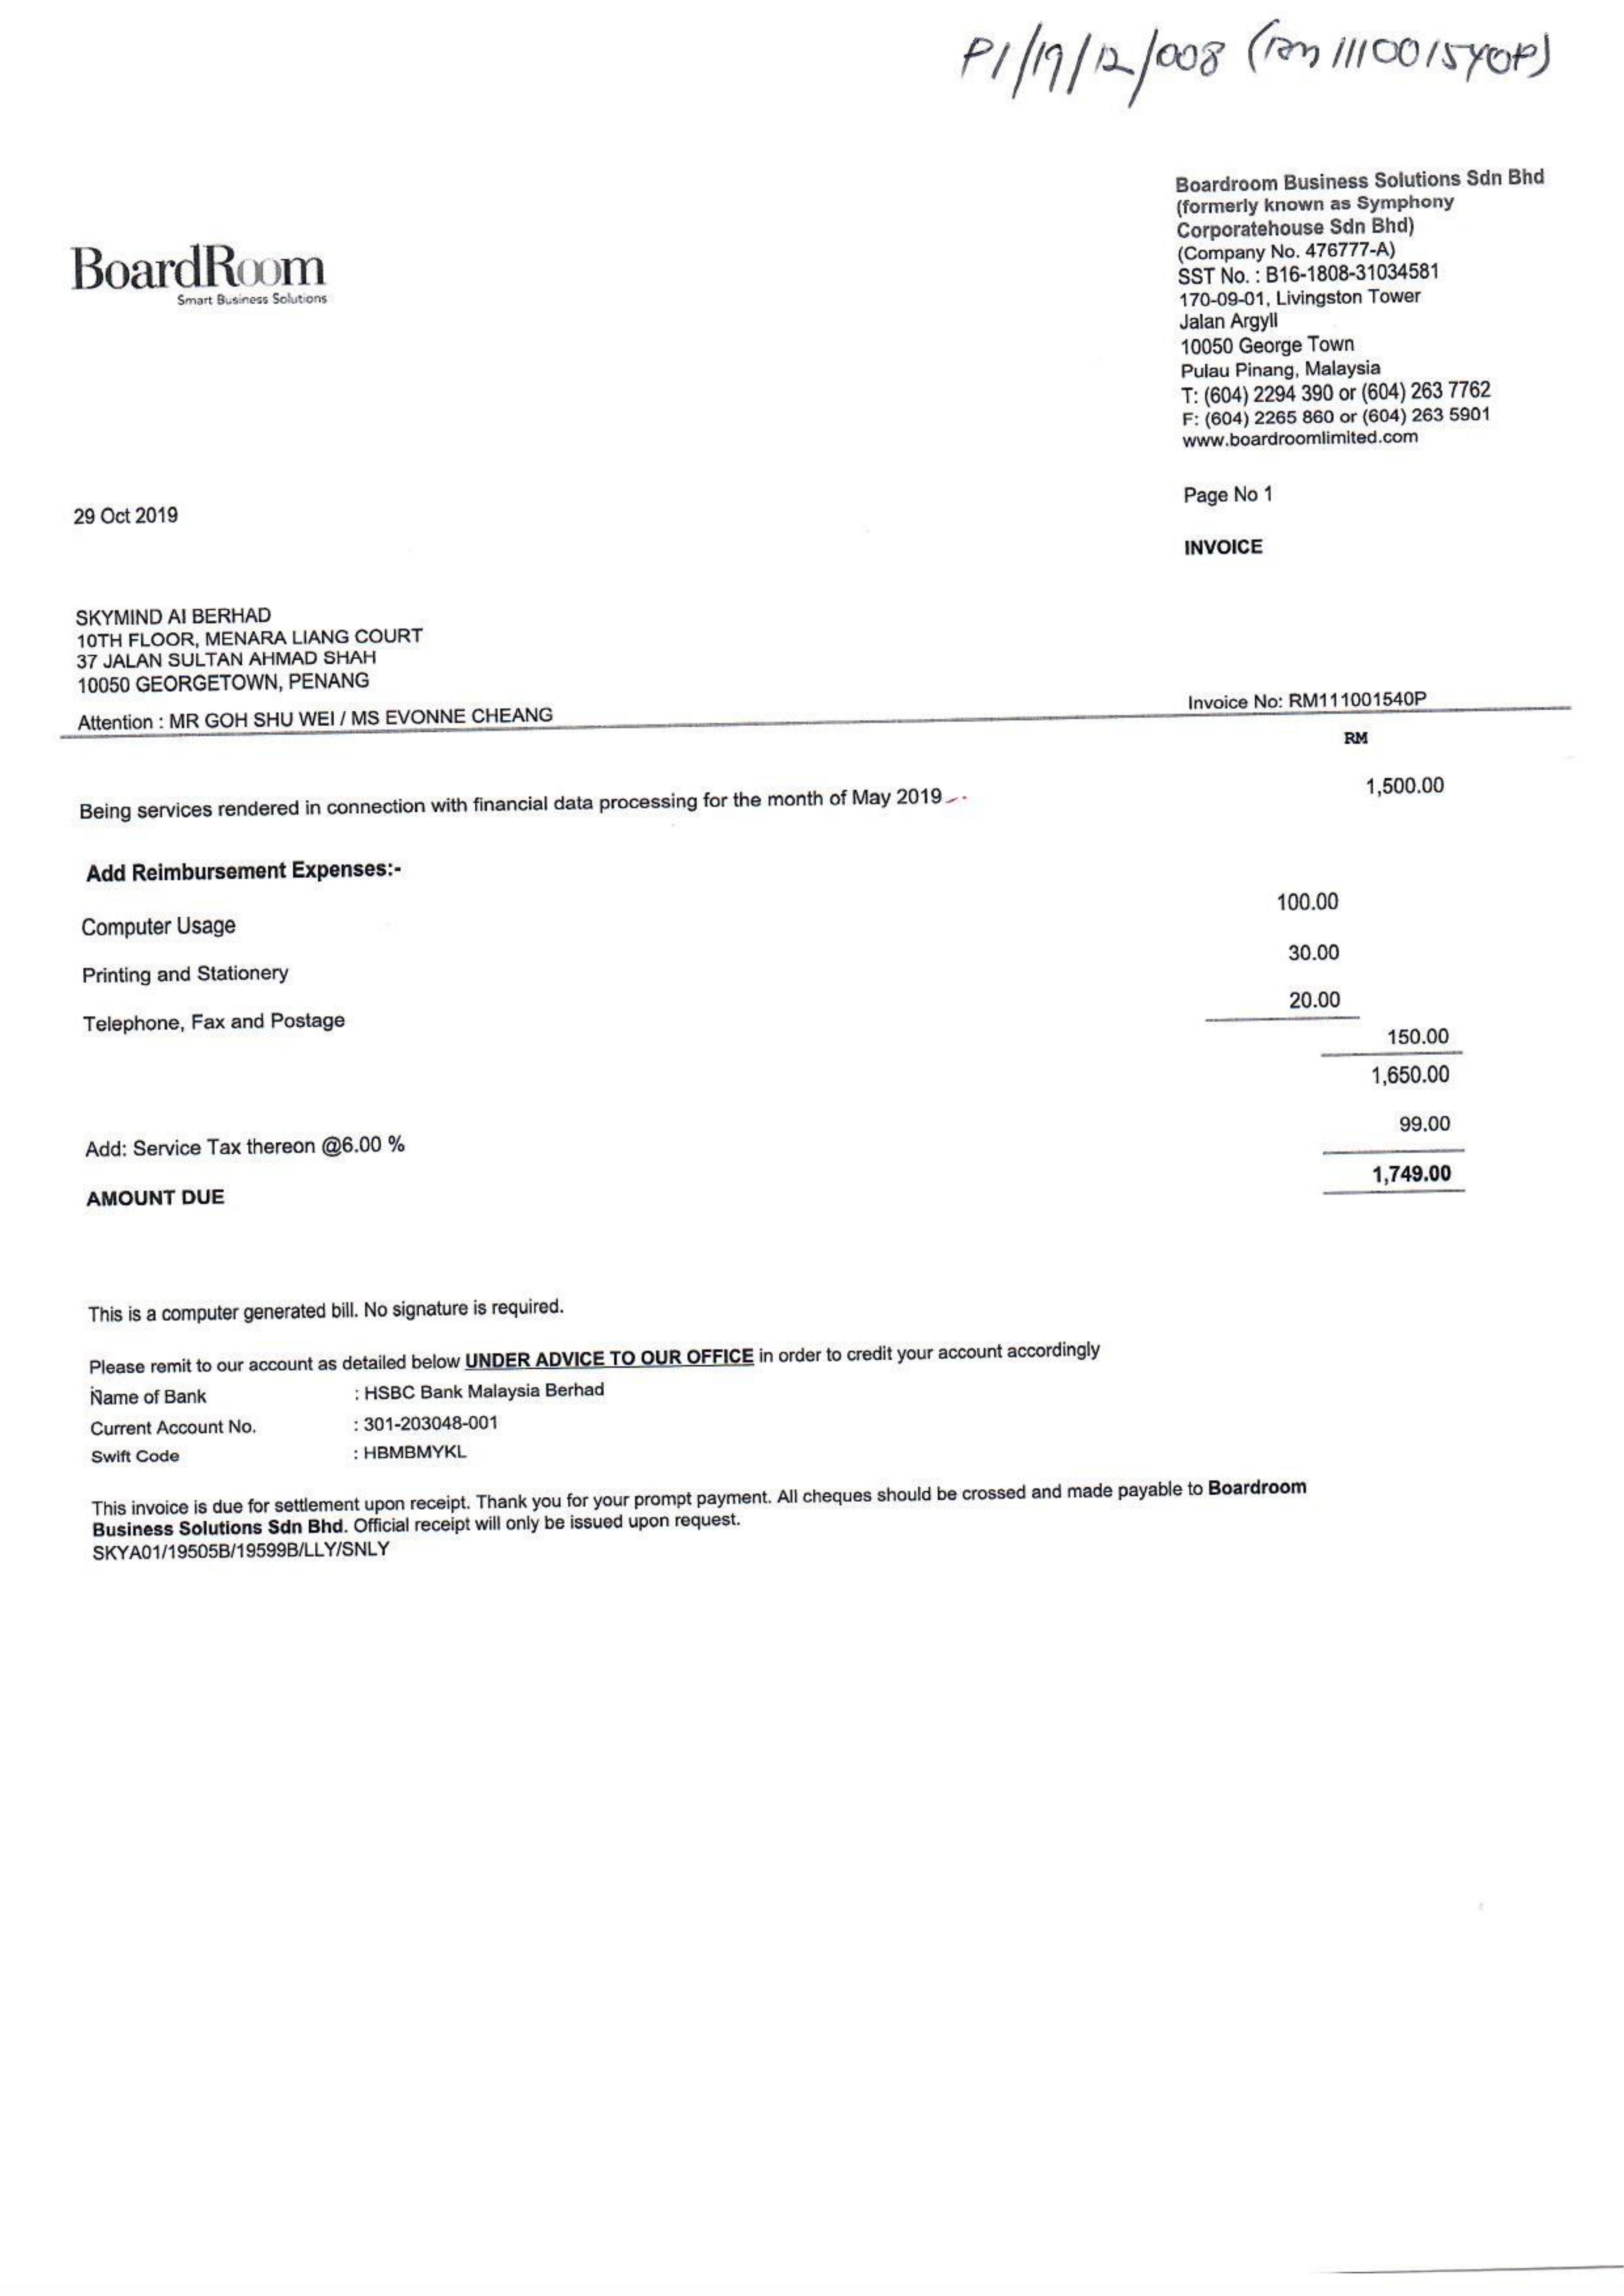 P1/19/12/008 (RM111001540P)
Boardroom Business Solutions Sdn Bhd
(formerly known as Symphony
Corporatehouse Sdn Bhd)
(Company No. 476777-A)
SST No. : B16-1808-31034581
170-09-01, Livingston Tower
Jalan Argyll
10050 George Town
Pulau Pinang, Malaysia
T: (604) 2294 390 or (604) 263 7762
F: (604) 2265 860 or (604) 263 5901
www.boardroomlimited.com
BoardRoom
Smart Business Solutions
Page No 1
29 Oct 2019
INVOICE
SKYMIND AI BERHAD
10TH FLOOR, MENARA LIANG COURT
37 JALAN SULTAN AHMAD SHAH
10050 GEORGETOWN, PENANG
Attention : MR GOH SHU WEI / MS EVONNE CHEANG Invoice No: RM111001540P
RM
Being services rendered in connection with financial data processing for the month of May 2019 1,500.00
Add Reimbursement Expenses:-
Computer Usage 100.00
Printing and Stationery 30.00
Telephone, Fax and Postage 20.00
150.00
1,650.00
Add: Service Tax thereon @6.00 % 99.00
AMOUNT DUE 1,749.00
This is a computer generated bill. No signature is required.
Please remit to our account as detailed below UNDER ADVICE TO OUR OFFICE in order to credit your account accordingly
Name of Bank : HSBC Bank Malaysia Berhad
Current Account No. : 301-203048-001
Swift Code : HBMBMYKL
This invoice is due for settlement upon receipt. Thank you for your prompt payment. All cheques should be crossed and made payable to Boardroom
Business Solutions Sdn Bhd. Official receipt will only be issued upon request.
SKYA01/19505B/19599B/LLY/SNLY